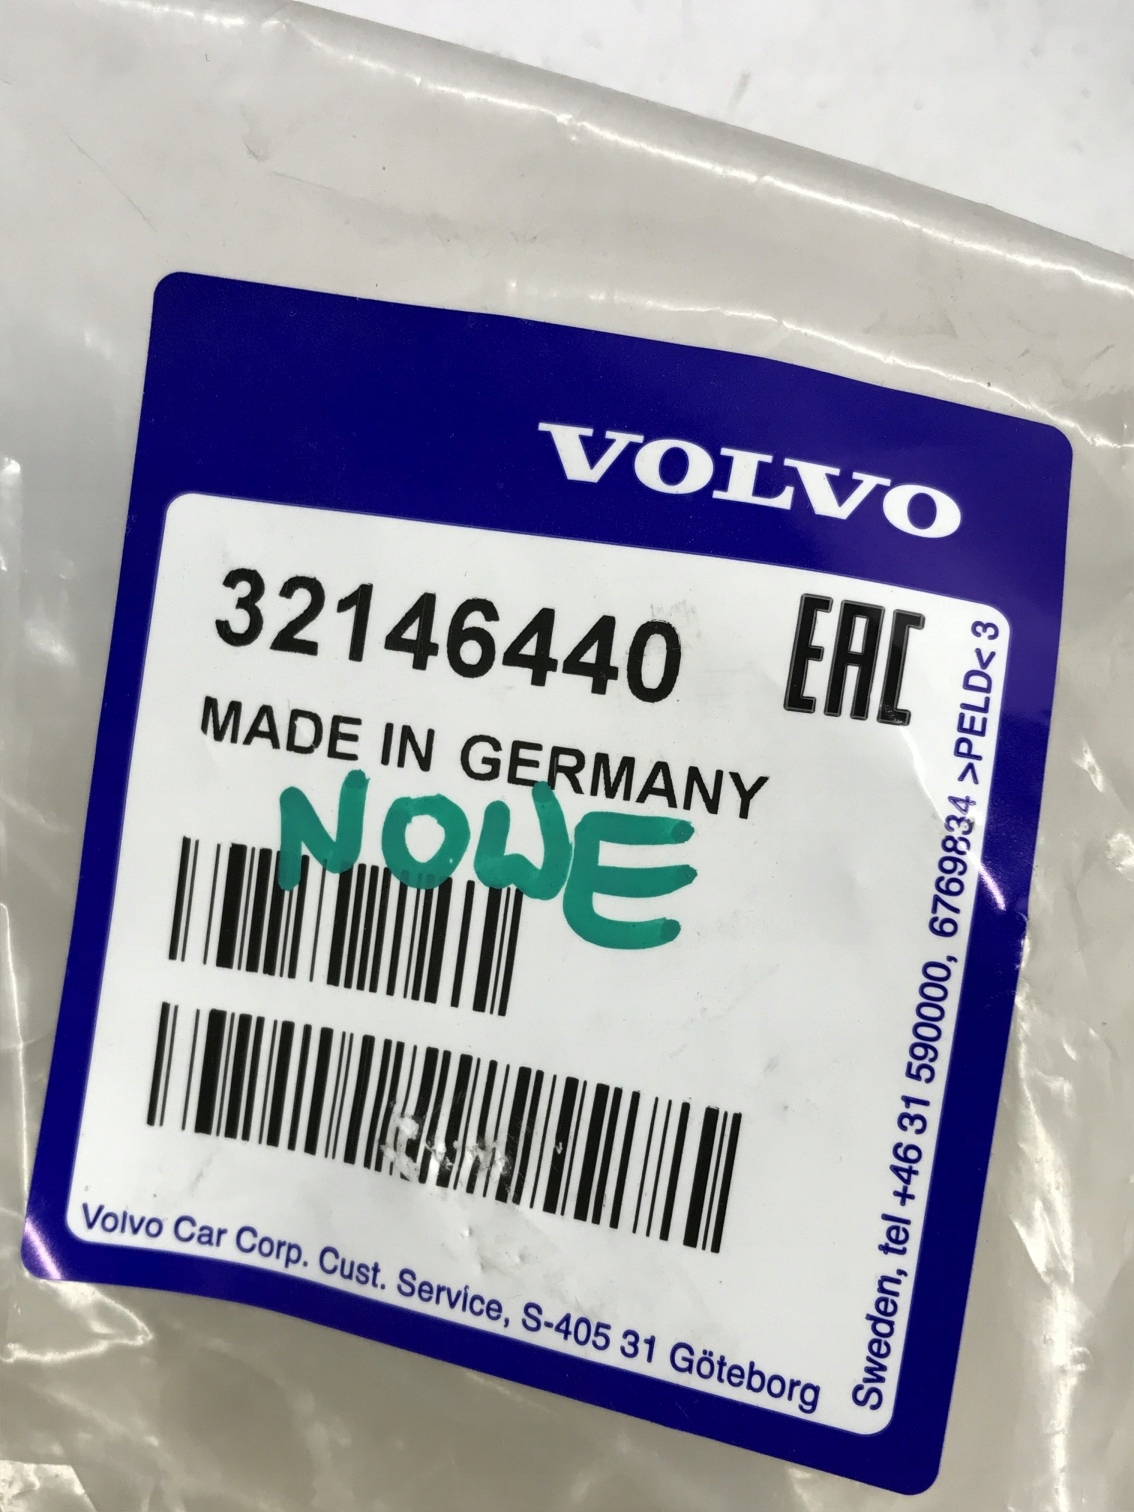 VOLVO
32146440
EAC
MADE IN GERMANY
NOWE
Volvo Car Corp. Cust. Service, S-405 31 Göteborg
Sweden, tel +46 31 590000, 6769834 >PELD< 3